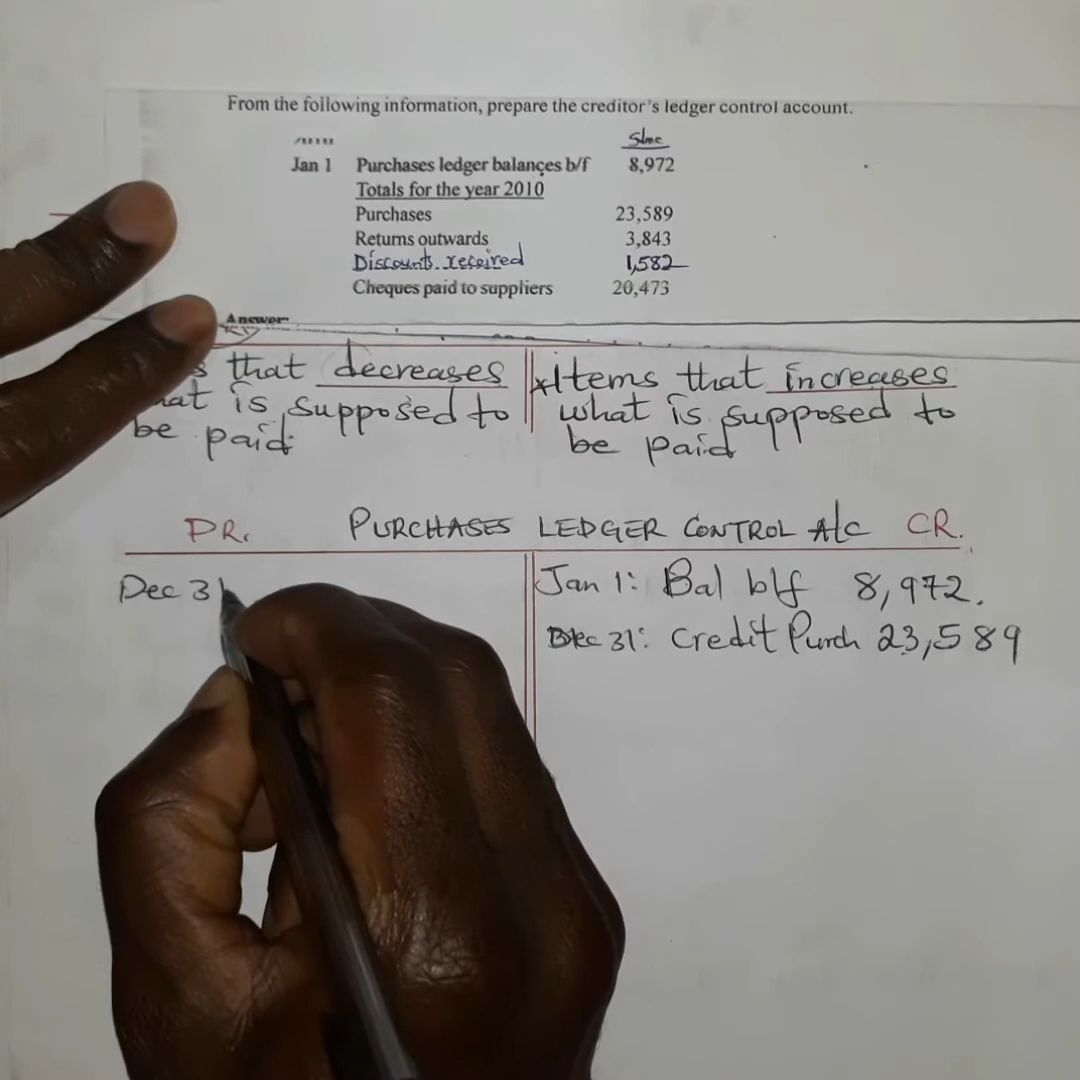 From the following information, prepare the creditor's ledger control account.
Jan 1 Purchases ledger balances b/f 8,972
Totals for the year 2010
Purchases 23,589
Returns outwards 3,843
Discounts received 1,582
Cheques paid to suppliers 20,473
Answer
that decreases
is supposed to
be paid
*Items that increases
what is supposed to
be paid
DR. PURCHASES LEDGER CONTROL A/C CR.
Dec 31
Jan 1: Bal b/f 8,972.
Dec 31: Credit Purch 23,589